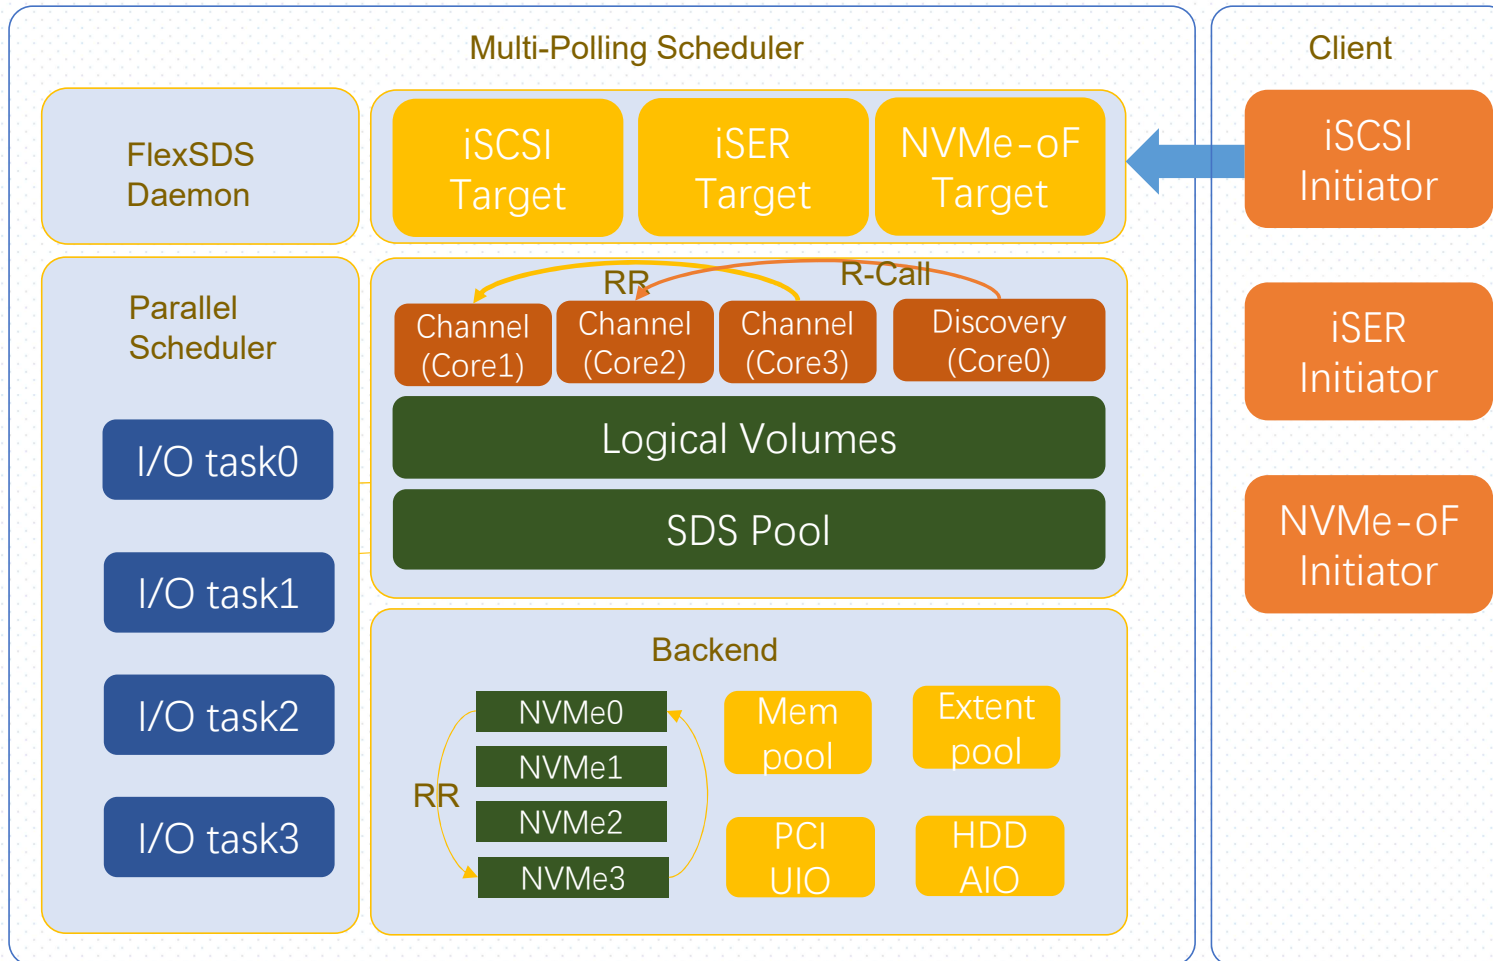 Multi-Polling Scheduler
Client
FlexSDS
Daemon
iSCSI
Target
iSER
Target
NVMe-oF
Target
iSCSI
Initiator
iSER
Initiator
NVMe-oF
Initiator
Parallel
Scheduler
I/O task0
I/O task1
I/O task2
I/O task3
RR
R-Call
Channel
(Core1)
Channel
(Core2)
Channel
(Core3)
Discovery
(Core0)
Logical Volumes
SDS Pool
Backend
RR
NVMe0
NVMe1
NVMe2
NVMe3
Mem
pool
Extent
pool
PCI
UIO
HDD
AIO